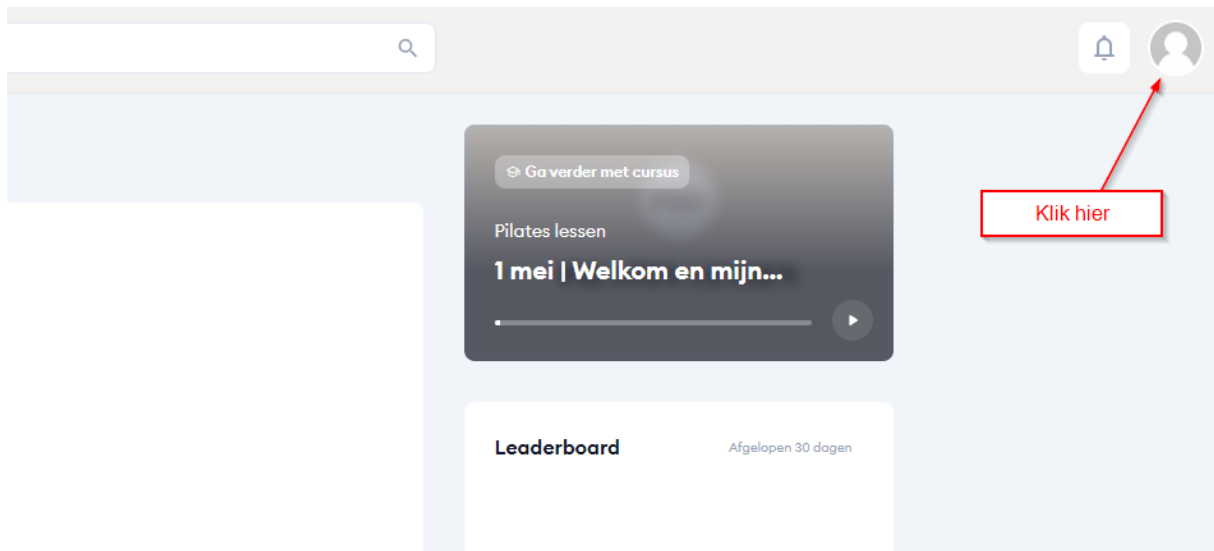 Ga verder met cursus
Klik hier
Pilates lessen
1 mei | Welkom en mijn...
Leaderboard
Afgelopen 30 dagen